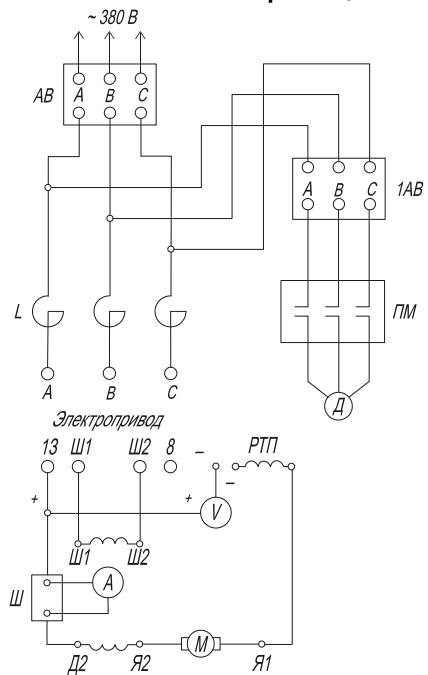 ~ 380 В
АВ
А В С
А В С
1АВ
L
ПМ
А В С
Д
Электропривод
13 Ш1 Ш2 8 – РТП
+ + –
V
Ш1 Ш2
Ш
А
М
Д2 Я2 Я1